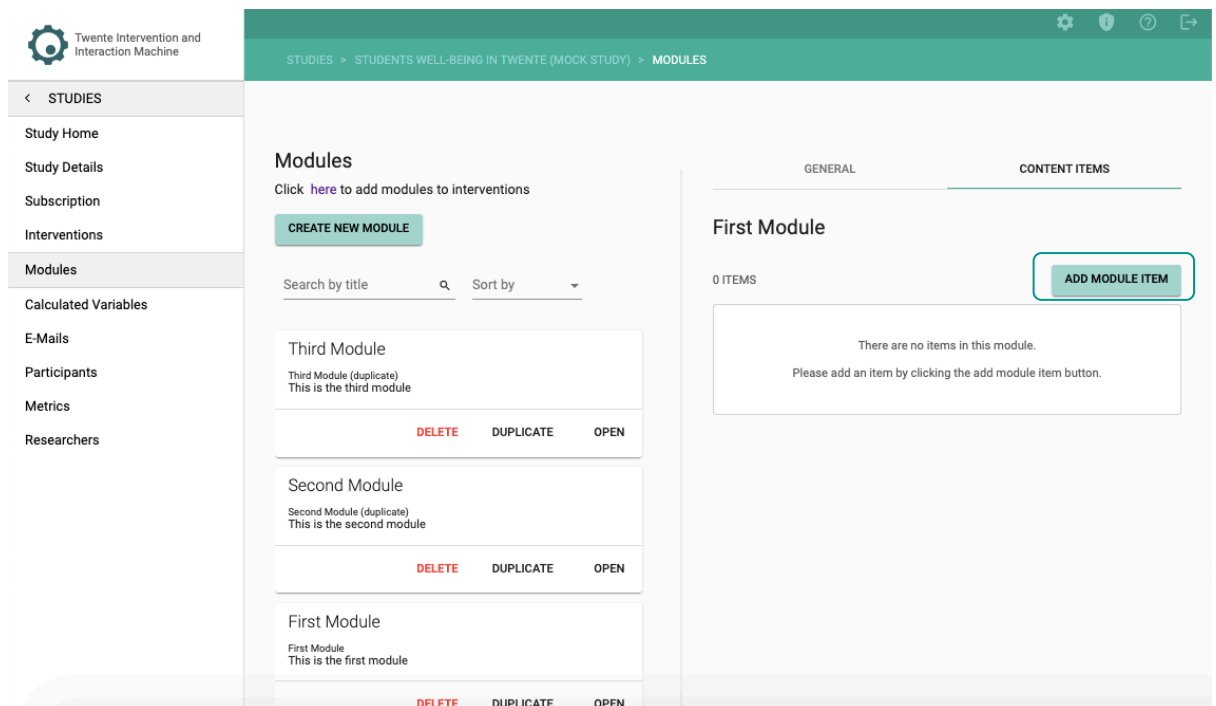 Twente Intervention and
Interaction Machine
STUDIES > STUDENTS WELL-BEING IN TWENTE (MOCK STUDY) > MODULES
< STUDIES
Study Home
Study Details
Subscription
Interventions
Modules
Calculated Variables
E-Mails
Participants
Metrics
Researchers
Modules
Click here to add modules to interventions
CREATE NEW MODULE
Search by title
Sort by
Third Module
Third Module (duplicate)
This is the third module
DELETE DUPLICATE OPEN
Second Module
Second Module (duplicate)
This is the second module
DELETE DUPLICATE OPEN
First Module
First Module
This is the first module
DELETE DUPLICATE OPEN
GENERAL CONTENT ITEMS
First Module
0 ITEMS
ADD MODULE ITEM
There are no items in this module.
Please add an item by clicking the add module item button.